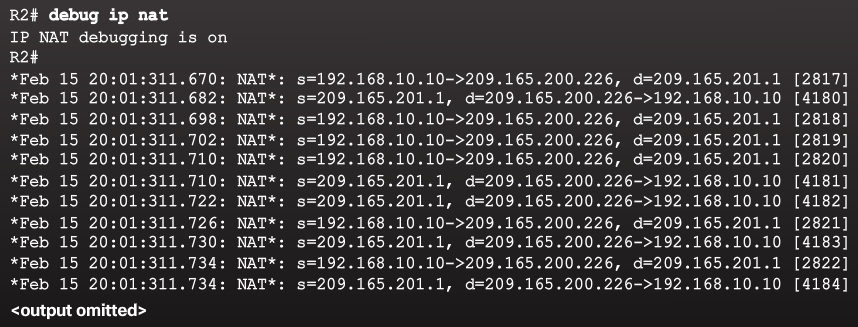 R2# debug ip nat
IP NAT debugging is on
R2#
*Feb 15 20:01:311.670: NAT*: s=192.168.10.10->209.165.200.226, d=209.165.201.1 [2817]
*Feb 15 20:01:311.682: NAT*: s=209.165.201.1, d=209.165.200.226->192.168.10.10 [4180]
*Feb 15 20:01:311.698: NAT*: s=192.168.10.10->209.165.200.226, d=209.165.201.1 [2818]
*Feb 15 20:01:311.702: NAT*: s=192.168.10.10->209.165.200.226, d=209.165.201.1 [2819]
*Feb 15 20:01:311.710: NAT*: s=192.168.10.10->209.165.200.226, d=209.165.201.1 [2820]
*Feb 15 20:01:311.710: NAT*: s=209.165.201.1, d=209.165.200.226->192.168.10.10 [4181]
*Feb 15 20:01:311.722: NAT*: s=209.165.201.1, d=209.165.200.226->192.168.10.10 [4182]
*Feb 15 20:01:311.726: NAT*: s=192.168.10.10->209.165.200.226, d=209.165.201.1 [2821]
*Feb 15 20:01:311.730: NAT*: s=209.165.201.1, d=209.165.200.226->192.168.10.10 [4183]
*Feb 15 20:01:311.734: NAT*: s=192.168.10.10->209.165.200.226, d=209.165.201.1 [2822]
*Feb 15 20:01:311.734: NAT*: s=209.165.201.1, d=209.165.200.226->192.168.10.10 [4184]
<output omitted>